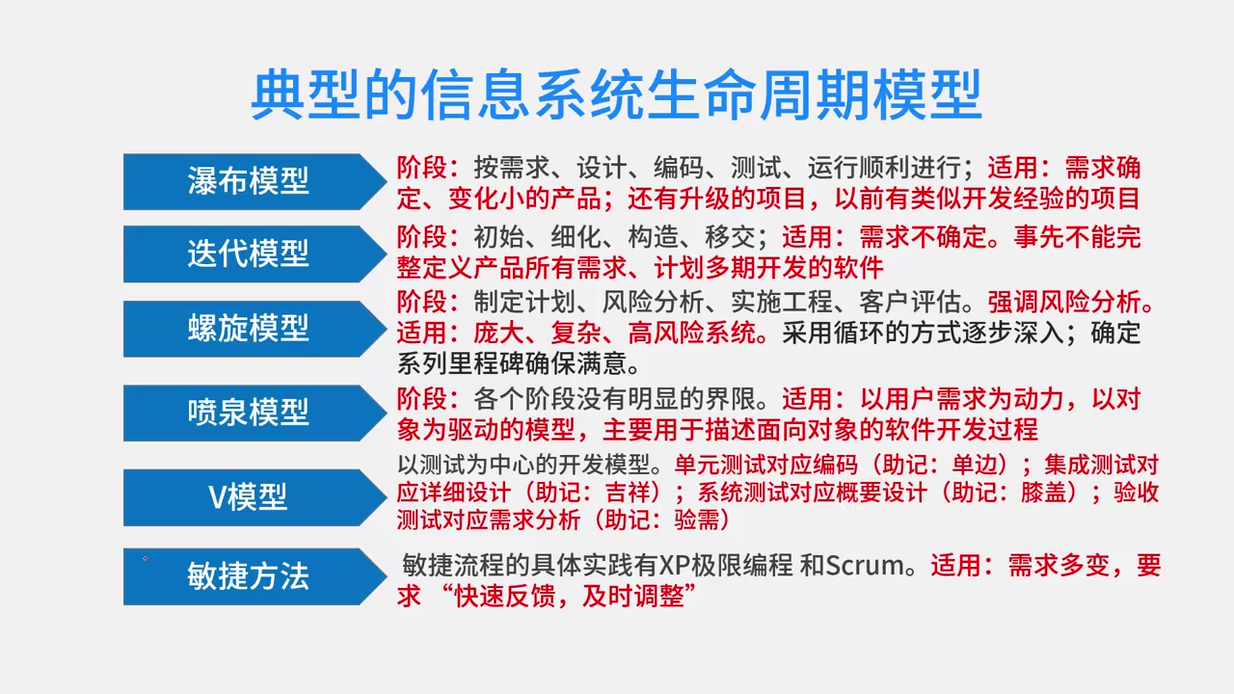 典型的信息系统生命周期模型
瀑布模型
阶段：按需求、设计、编码、测试、运行顺利进行；适用：需求确
定、变化小的产品；还有升级的项目，以前有类似开发经验的项目
迭代模型
阶段：初始、细化、构造、移交；适用：需求不确定。事先不能完
整定义产品所有需求、计划多期开发的软件
螺旋模型
阶段：制定计划、风险分析、实施工程、客户评估。强调风险分析。
适用：庞大、复杂、高风险系统。采用循环的方式逐步深入；确定
系列里程碑确保满意。
喷泉模型
阶段：各个阶段没有明显的界限。适用：以用户需求为动力，以对
象为驱动的模型，主要用于描述面向对象的软件开发过程
V模型
以测试为中心的开发模型。单元测试对应编码（助记：单边）；集成测试对
应详细设计（助记：吉祥）；系统测试对应概要设计（助记：膝盖）；验收
测试对应需求分析（助记：验需）
敏捷方法
敏捷流程的具体实践有XP极限编程 和Scrum。适用：需求多变，要
求 “快速反馈，及时调整”